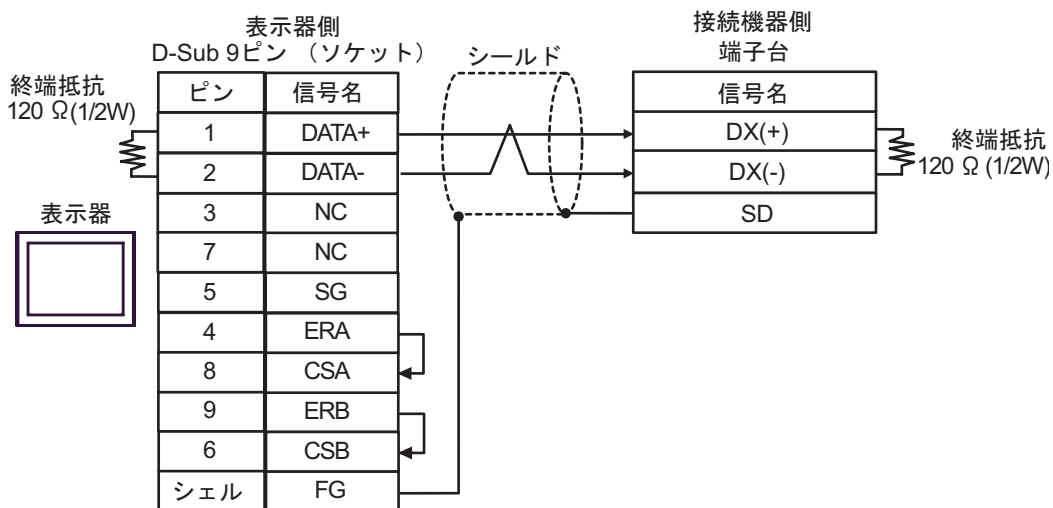 表示器側
D-Sub 9ピン （ソケット）
シールド
接続機器側
端子台
終端抵抗
120 Ω(1/2W)
ピン 信号名
1 DATA+
2 DATA-
3 NC
7 NC
5 SG
4 ERA
8 CSA
9 ERB
6 CSB
シェル FG
表示器
信号名
DX(+)
DX(-)
SD
終端抵抗
120 Ω (1/2W)